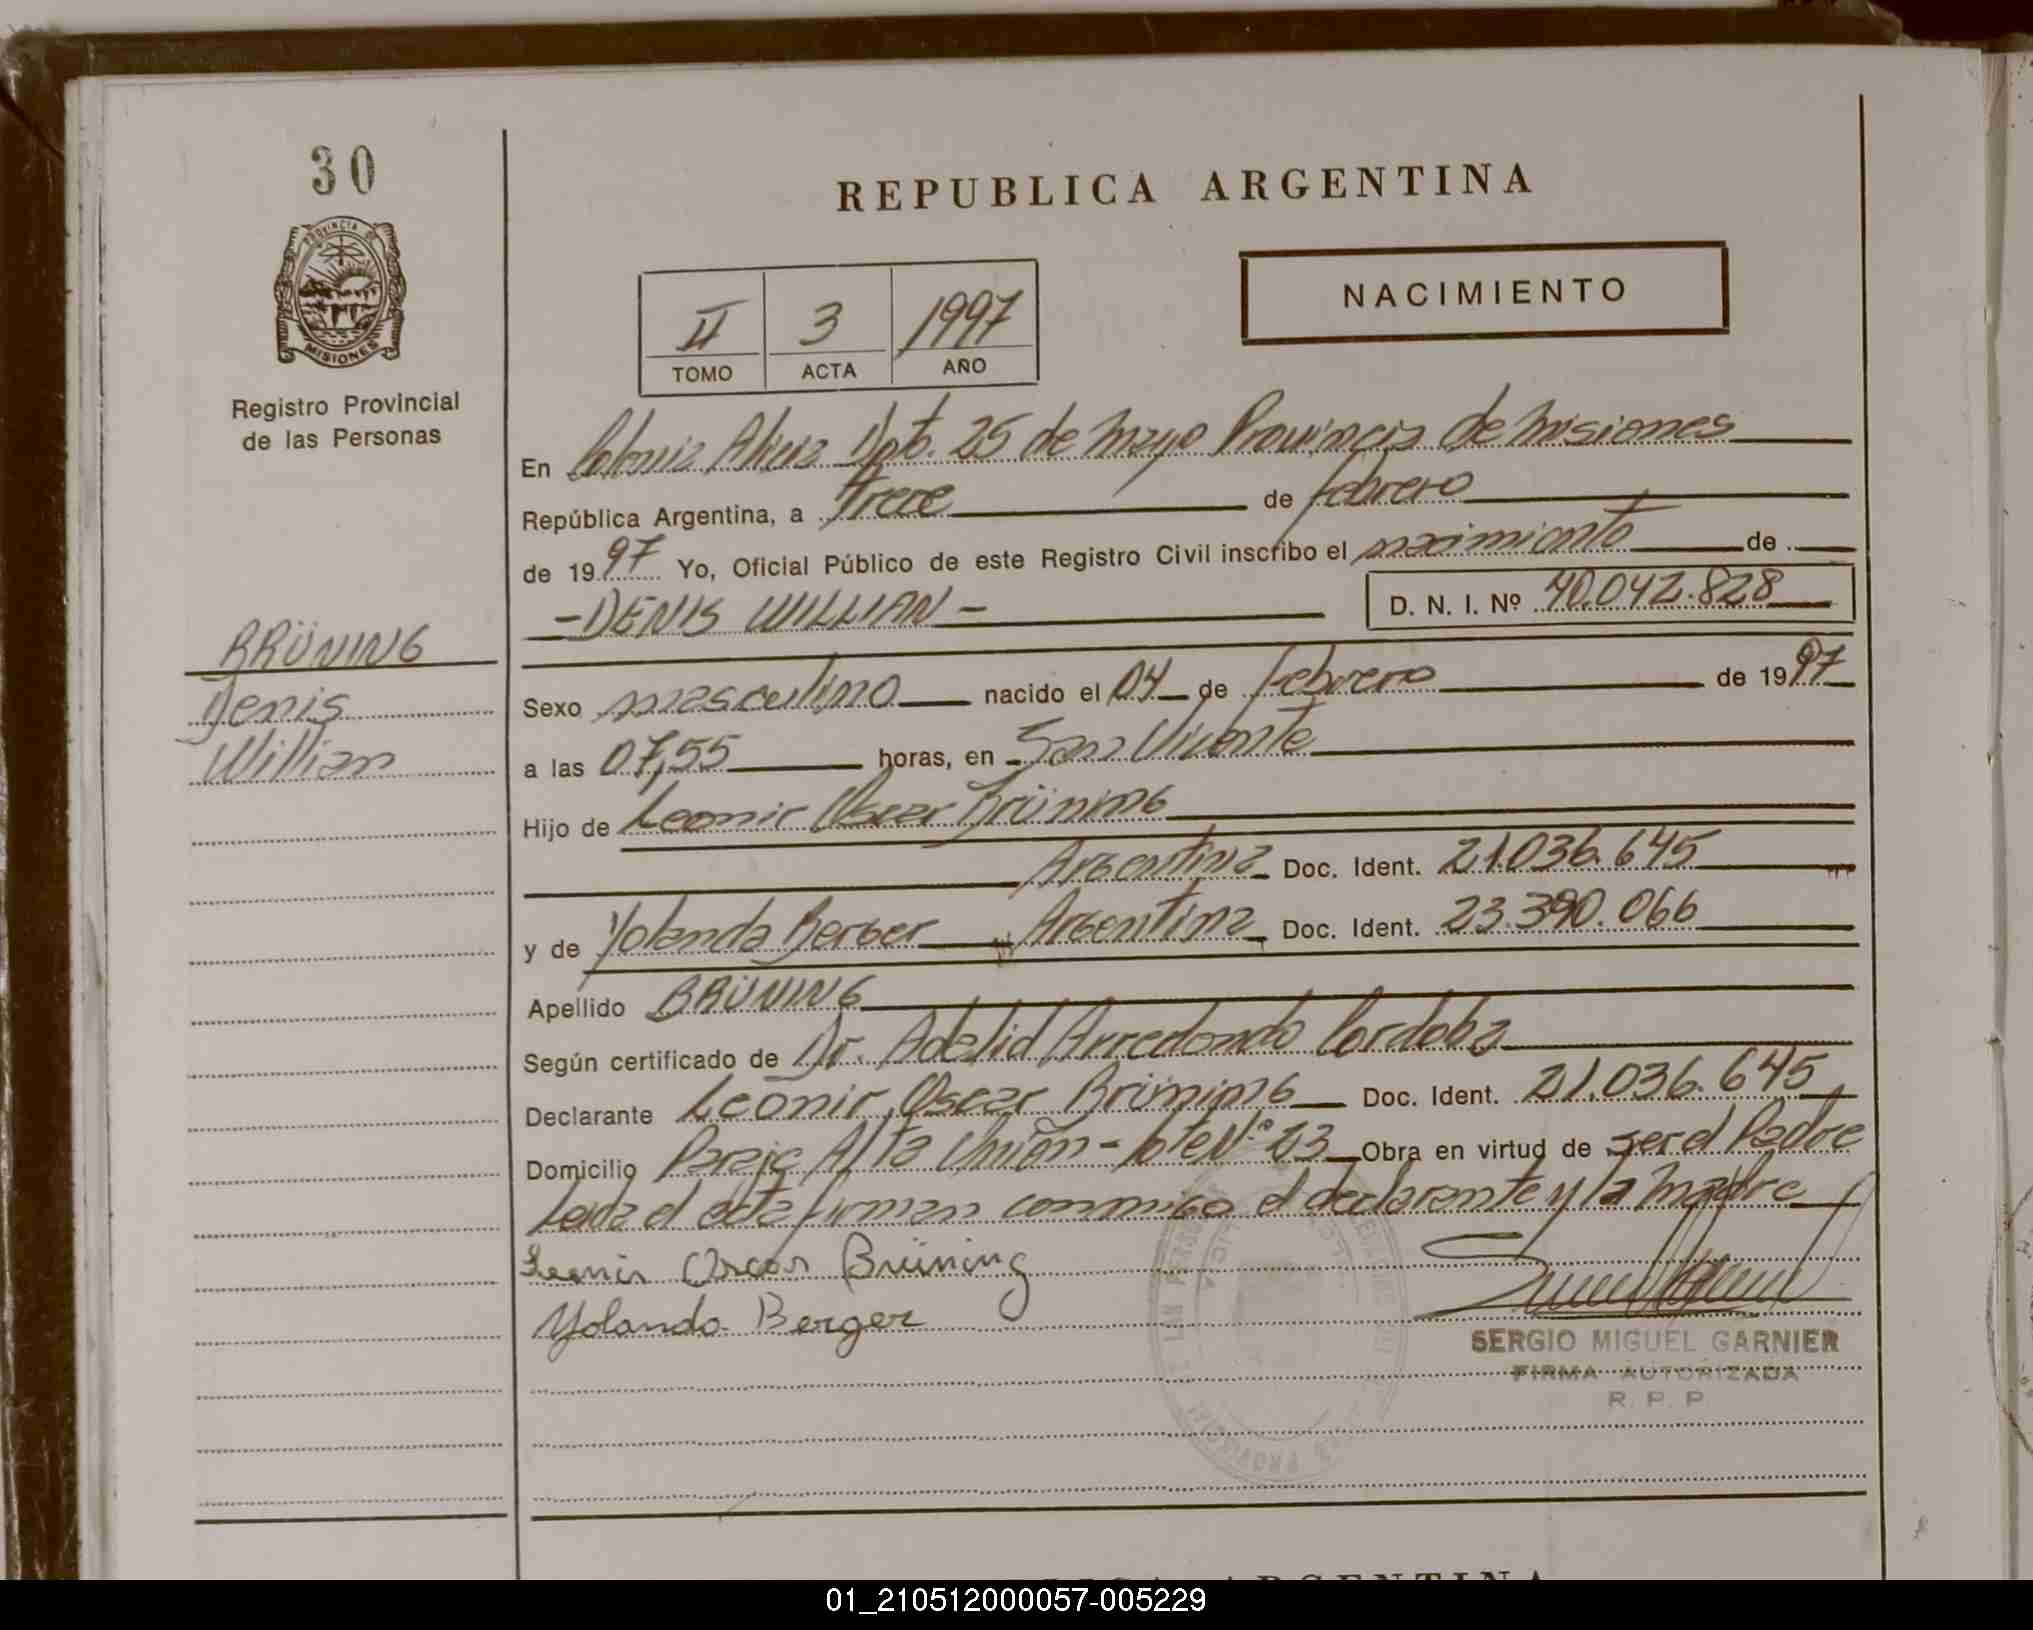 30
PROVINCIA DE
MISIONES
Registro Provincial
de las Personas
REPUBLICA ARGENTINA
NACIMIENTO
II 3 1997
TOMO ACTA AÑO
En Colonia Alicia Dpto. 25 de Mayo Provincia de Misiones
República Argentina, a Trece de febrero
de 1997 Yo, Oficial Público de este Registro Civil inscribo el nacimiento de
-DENIS WILLIAN- D. N. I. Nº 40.042.828
BRÜNING
Denis
Willian
Sexo masculino nacido el 04 de febrero de 1997
a las 07,55 horas, en San Vicente
Hijo de Leonir Oscar Brüning
Argentina Doc. Ident. 21.036.645
y de Yolanda Berger Argentina Doc. Ident. 23.390.066
Apellido BRÜNING
Según certificado de Dr. Adelid Arredondo Cordoba
Declarante Leonir Oscar Brüning Doc. Ident. 21.036.645
Domicilio Paraje Alta Unión - lote Nº 23 Obra en virtud de ser el Padre
Leida el acta firman conmigo el declarante y la Madre
Leonir Oscar Brüning
Yolanda Berger
SERGIO MIGUEL GARNIER
FIRMA AUTORIZADA
R. P. P
01_210512000057-005229